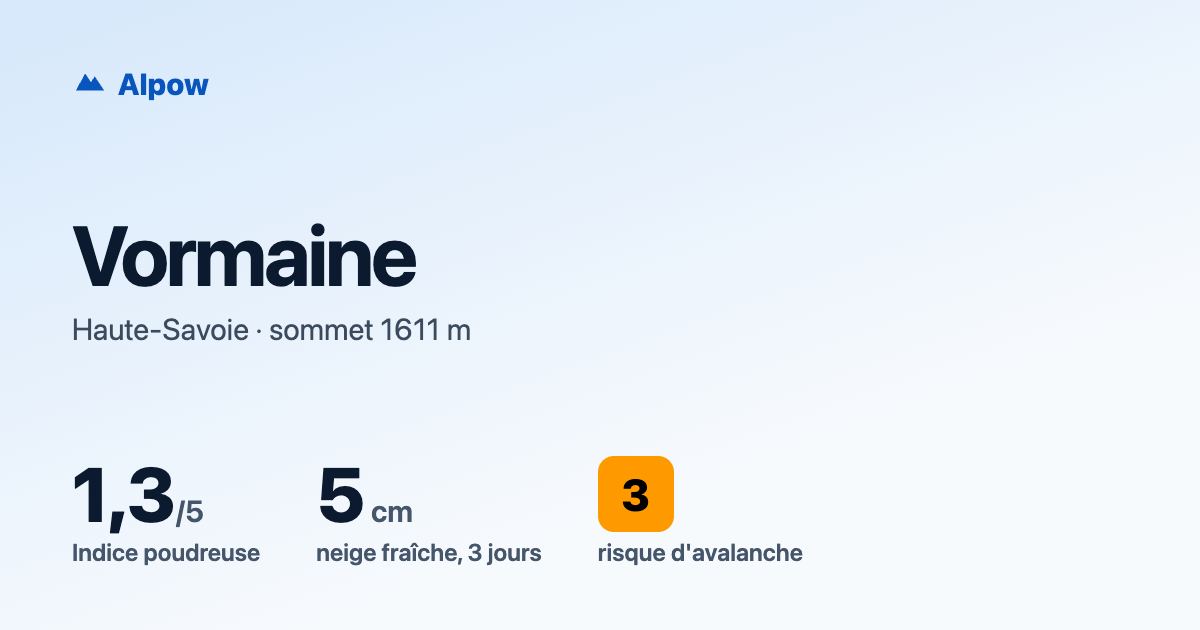 Alpow
Vormaine
Haute-Savoie · sommet 1611 m
1,3/5
Indice poudreuse
5 cm
neige fraîche, 3 jours
3
risque d'avalanche